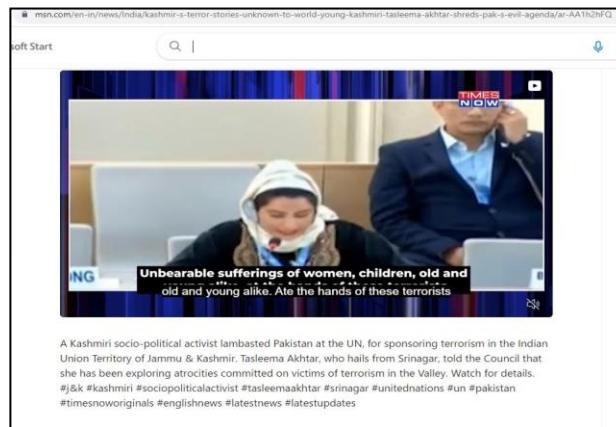 msn.com/en-in/news/India/kashmir-s-terror-stories-unknown-to-world-young-kashmiri-tasleema-akhtar-shreds-pak-s-evil-agenda/ar-AA1h2hFQ
soft Start
TIMES
NOW
NG
Unbearable sufferings of women, children, old and
old and young alike. Ate the hands of these terrorists
A Kashmiri socio-political activist lambasted Pakistan at the UN, for sponsoring terrorism in the Indian
Union Territory of Jammu & Kashmir. Tasleema Akhtar, who hails from Srinagar, told the Council that
she has been exploring atrocities committed on victims of terrorism in the Valley. Watch for details.
#j&k #kashmiri #sociopoliticalactivist #tasleemaakhtar #srinagar #unitednations #un #pakistan
#timesnoworiginals #englishnews #latestnews #latestupdates